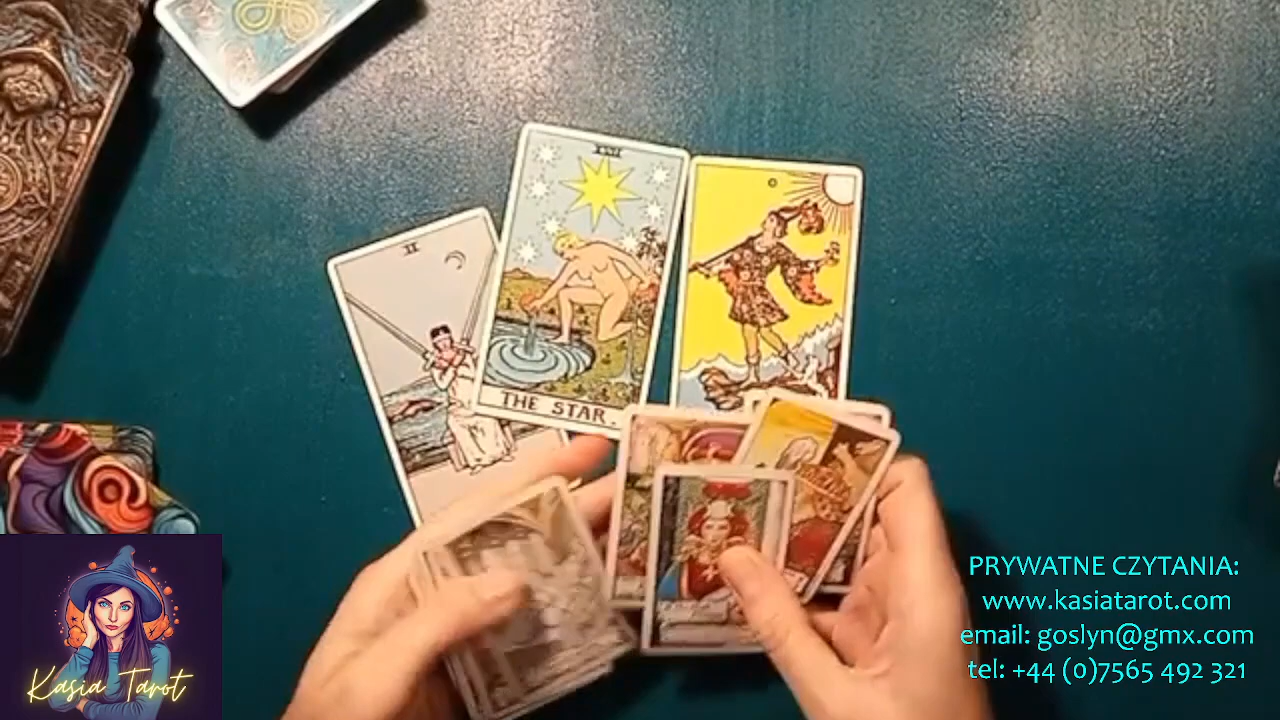 XVII
II
THE STAR.
PRYWATNE CZYTANIA:
www.kasiatarot.com
email: goslyn@gmx.com
tel: +44 (0)7565 492 321
Kasia Tarot